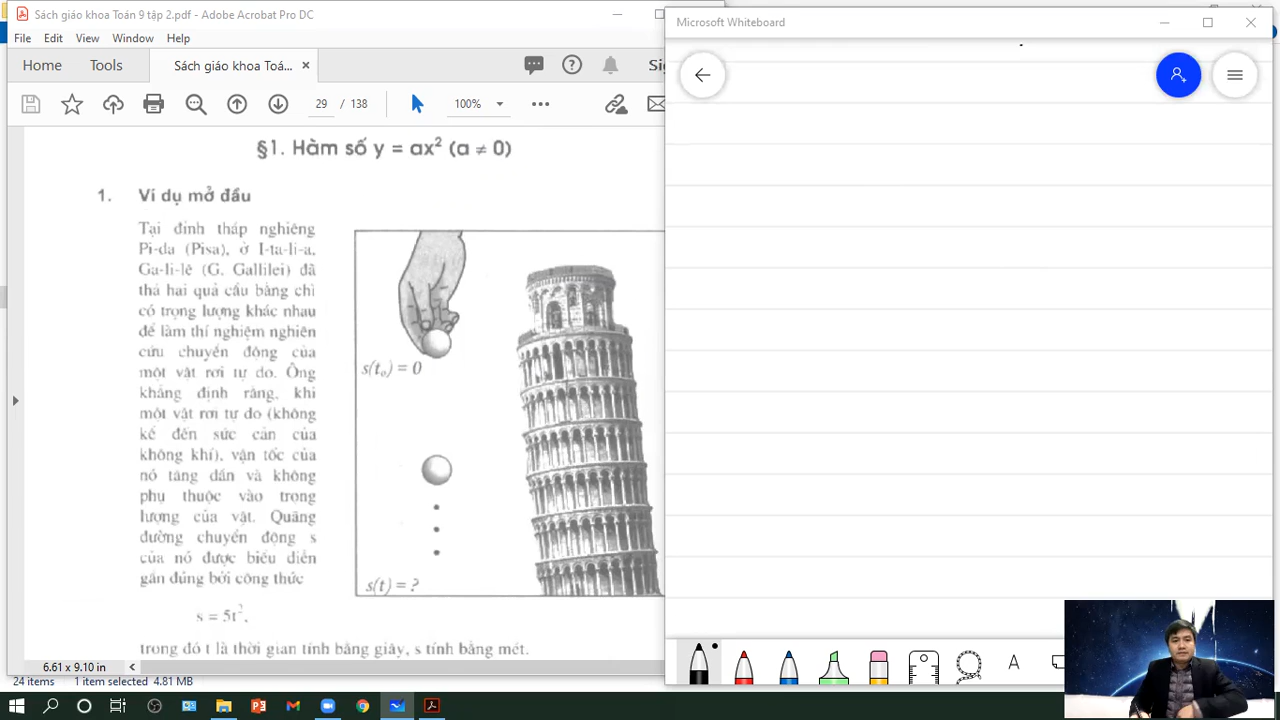 Sách giáo khoa Toán 9 tập 2.pdf - Adobe Acrobat Pro DC
File Edit View Window Help
Home Tools Sách giáo khoa Toá... ×
29 / 138 100%
§1. Hàm số y = ax² (a ≠ 0)
1. Ví dụ mở đầu
Tại đỉnh tháp nghiêng
Pi-da (Pisa), ở I-ta-li-a,
Ga-li-lê (G. Gallilei) đã
thả hai quả cầu bằng chì
có trọng lượng khác nhau
để làm thí nghiệm nghiên
cứu chuyển động của
một vật rơi tự do. Ông
khẳng định rằng, khi
một vật rơi tự do (không
kể đến sức cản của
không khí), vận tốc của
nó tăng dần và không
phụ thuộc vào trọng
lượng của vật. Quãng
đường chuyển động s
của nó được biểu diễn
gần đúng bởi công thức
s = 5t²,
trong đó t là thời gian tính bằng giây, s tính bằng mét.
s(t₀) = 0
s(t) = ?
6.61 x 9.10 in
24 items 1 item selected 4.81 MB
Microsoft Whiteboard
A